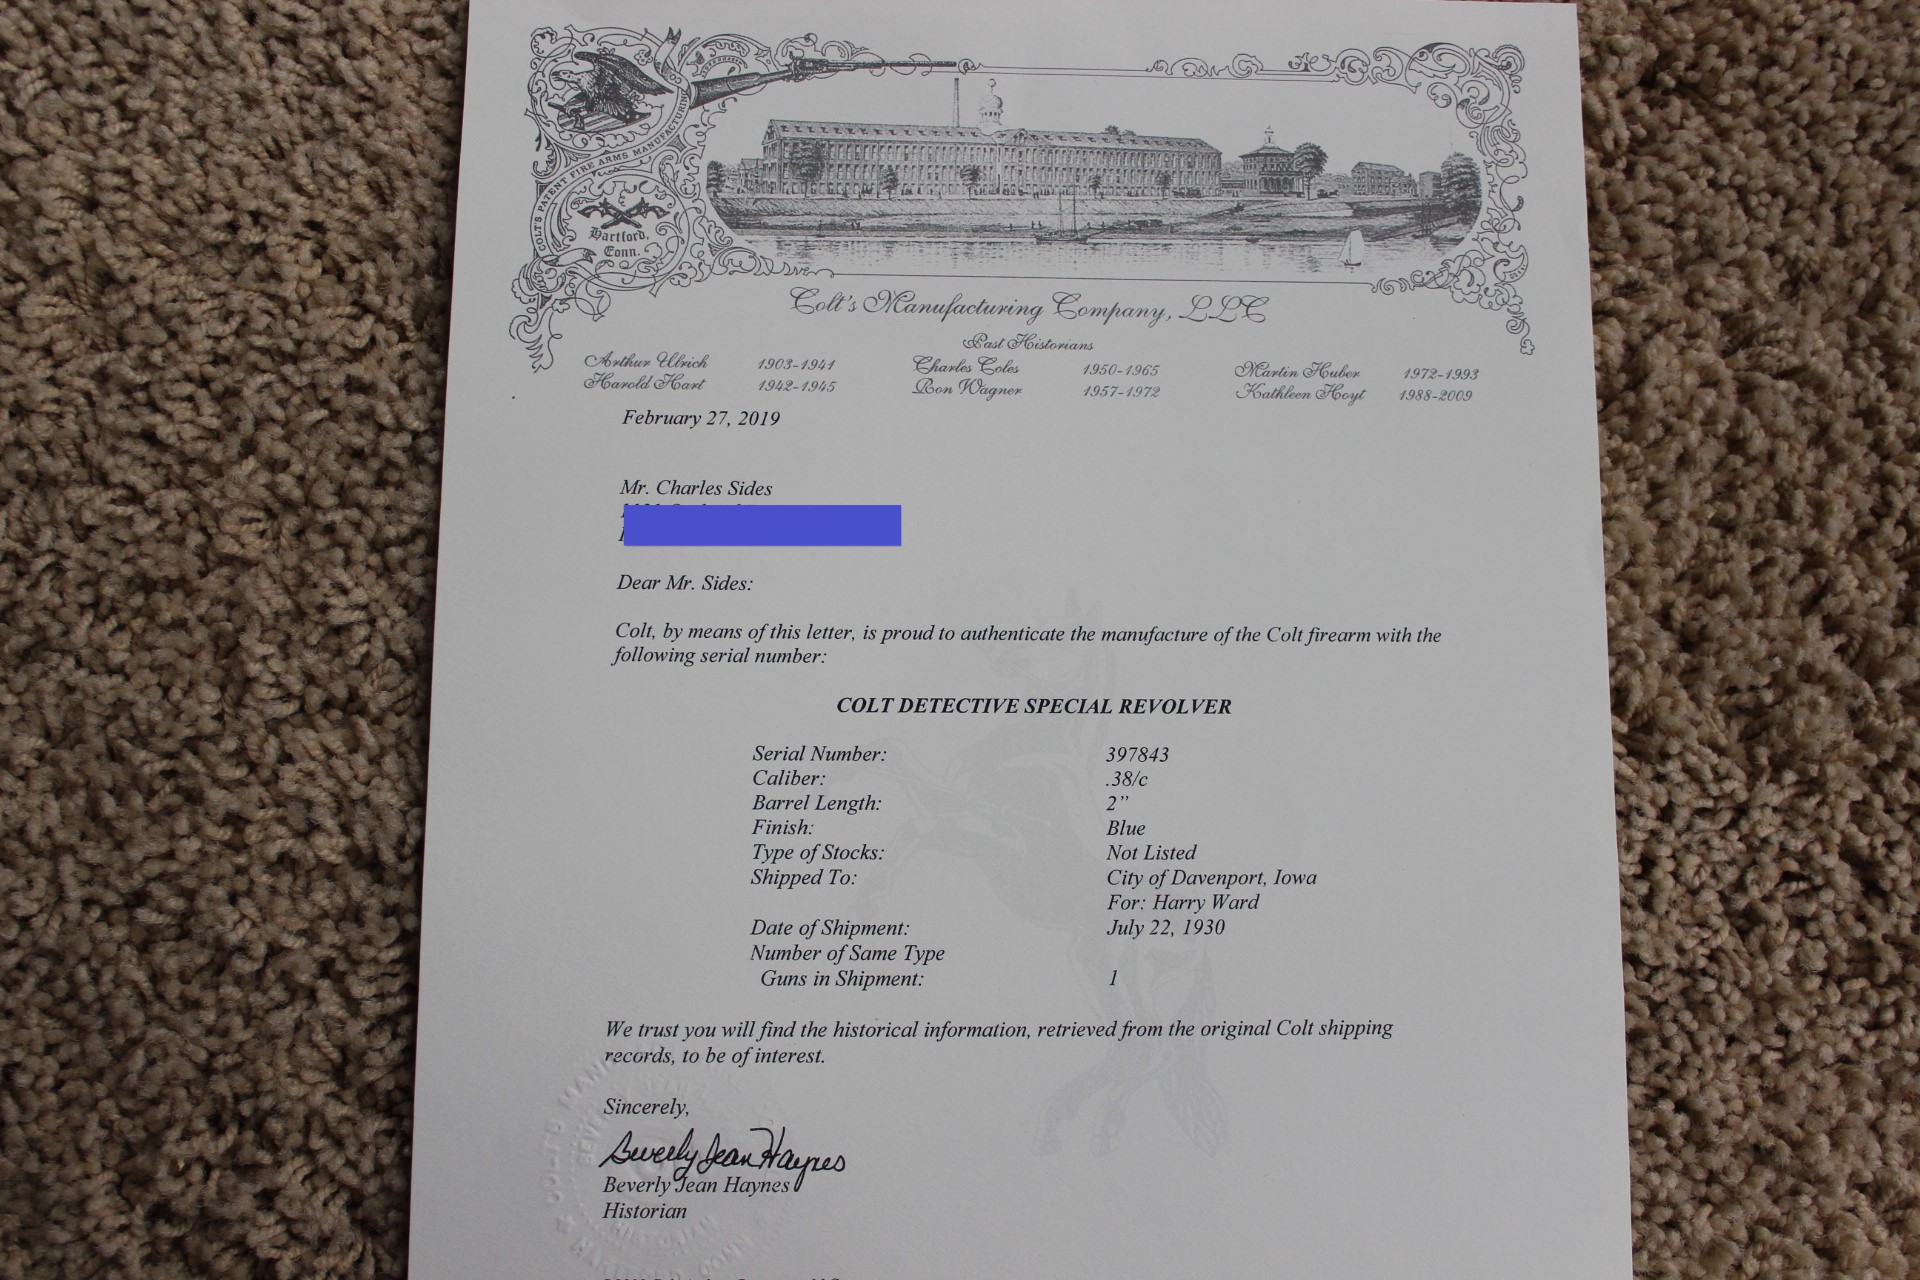 COLT'S PATENT FIRE ARMS MANUFACTURING CO
Hartford,
Conn.
Colt's Manufacturing Company, LLC
Past Historians
Arthur Ulrich 1903-1941 Charles Coles 1950-1965 Martin Huber 1972-1993
Harold Hart 1942-1945 Ron Wagner 1957-1972 Kathleen Hoyt 1988-2009
February 27, 2019
Mr. Charles Sides
Dear Mr. Sides:
Colt, by means of this letter, is proud to authenticate the manufacture of the Colt firearm with the
following serial number:
COLT DETECTIVE SPECIAL REVOLVER
Serial Number: 397843
Caliber: .38/c
Barrel Length: 2”
Finish: Blue
Type of Stocks: Not Listed
Shipped To: City of Davenport, Iowa
For: Harry Ward
Date of Shipment: July 22, 1930
Number of Same Type
Guns in Shipment: 1
We trust you will find the historical information, retrieved from the original Colt shipping
records, to be of interest.
Sincerely,
Beverly Jean Haynes
Beverly Jean Haynes
Historian